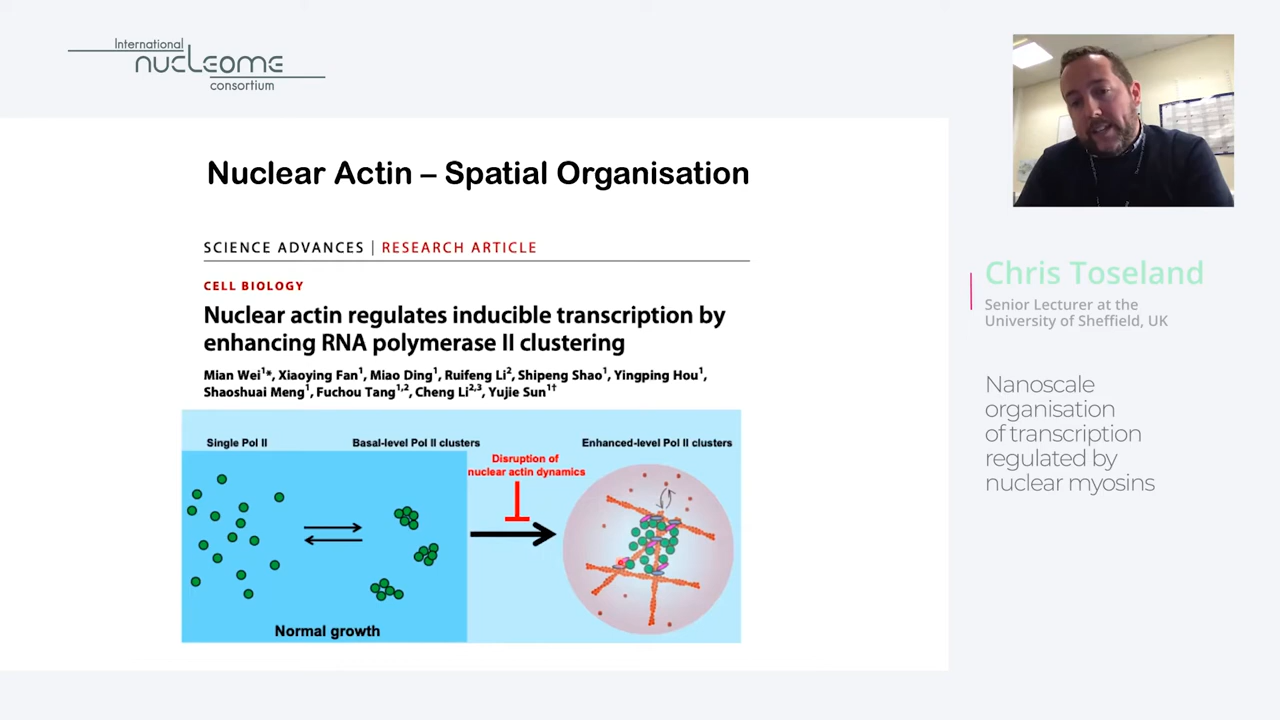 International
nucleome
consortium
Nuclear Actin – Spatial Organisation
SCIENCE ADVANCES | RESEARCH ARTICLE
CELL BIOLOGY
Nuclear actin regulates inducible transcription by
enhancing RNA polymerase II clustering
Mian Wei¹*, Xiaoying Fan¹, Miao Ding¹, Ruifeng Li², Shipeng Shao¹, Yingping Hou¹,
Shaoshuai Meng¹, Fuchou Tang¹,², Cheng Li²,³, Yujie Sun¹†
Single Pol II
Basal-level Pol II clusters
Enhanced-level Pol II clusters
Disruption of
nuclear actin dynamics
Normal growth
Chris Toseland
Senior Lecturer at the
University of Sheffield, UK
Nanoscale
organisation
of transcription
regulated by
nuclear myosins